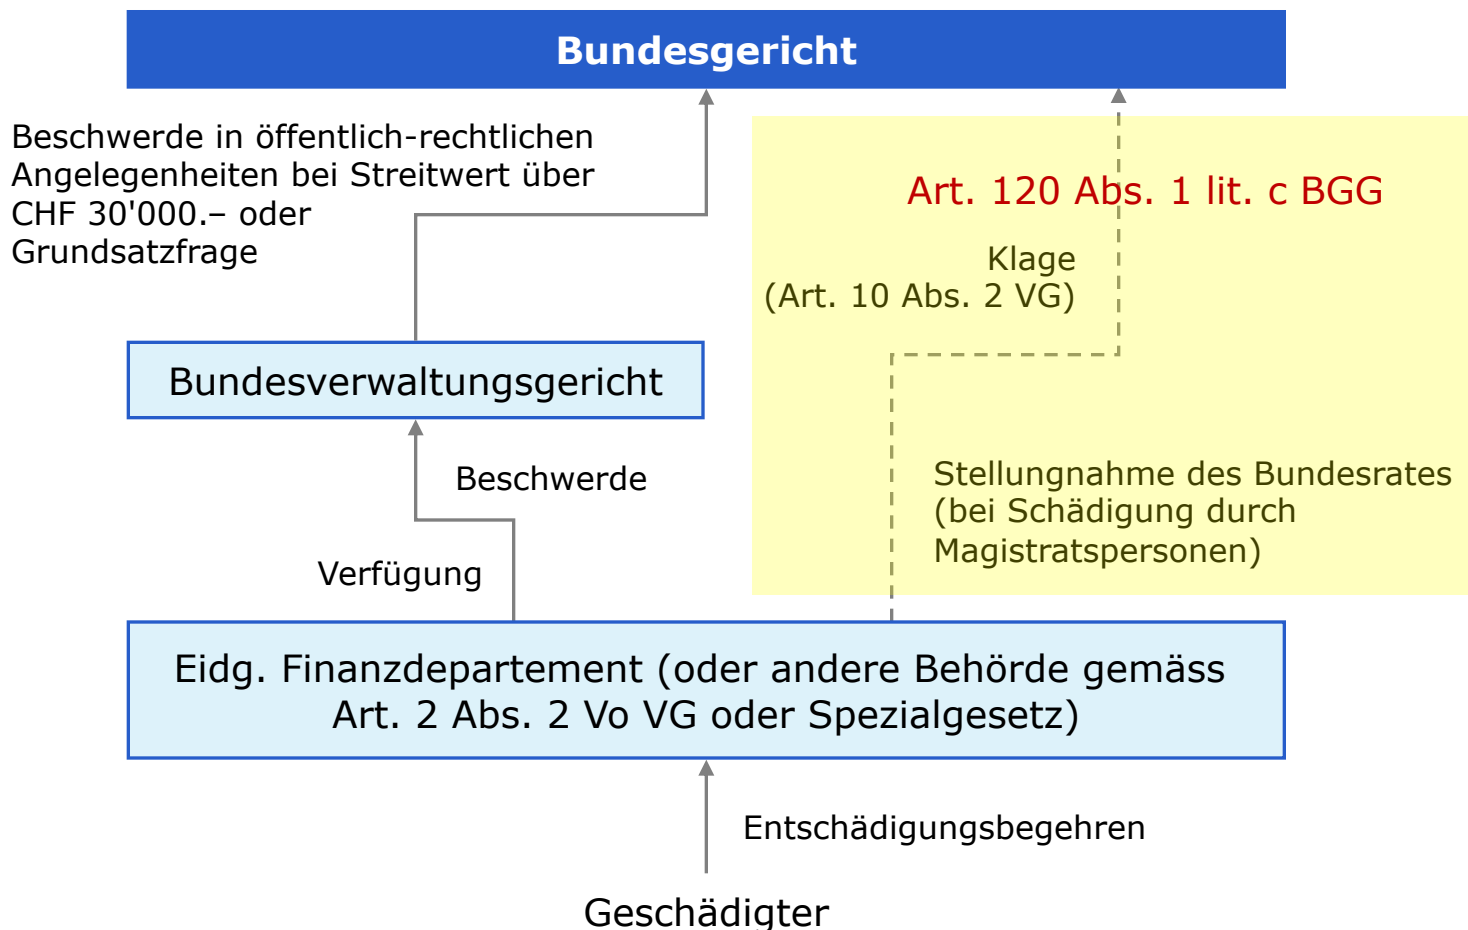 Bundesgericht
Beschwerde in öffentlich-rechtlichen
Angelegenheiten bei Streitwert über
CHF 30'000.– oder
Grundsatzfrage
Art. 120 Abs. 1 lit. c BGG
Klage
(Art. 10 Abs. 2 VG)
Bundesverwaltungsgericht
Beschwerde
Stellungnahme des Bundesrates
(bei Schädigung durch
Magistratspersonen)
Verfügung
Eidg. Finanzdepartement (oder andere Behörde gemäss
Art. 2 Abs. 2 Vo VG oder Spezialgesetz)
Entschädigungsbegehren
Geschädigter